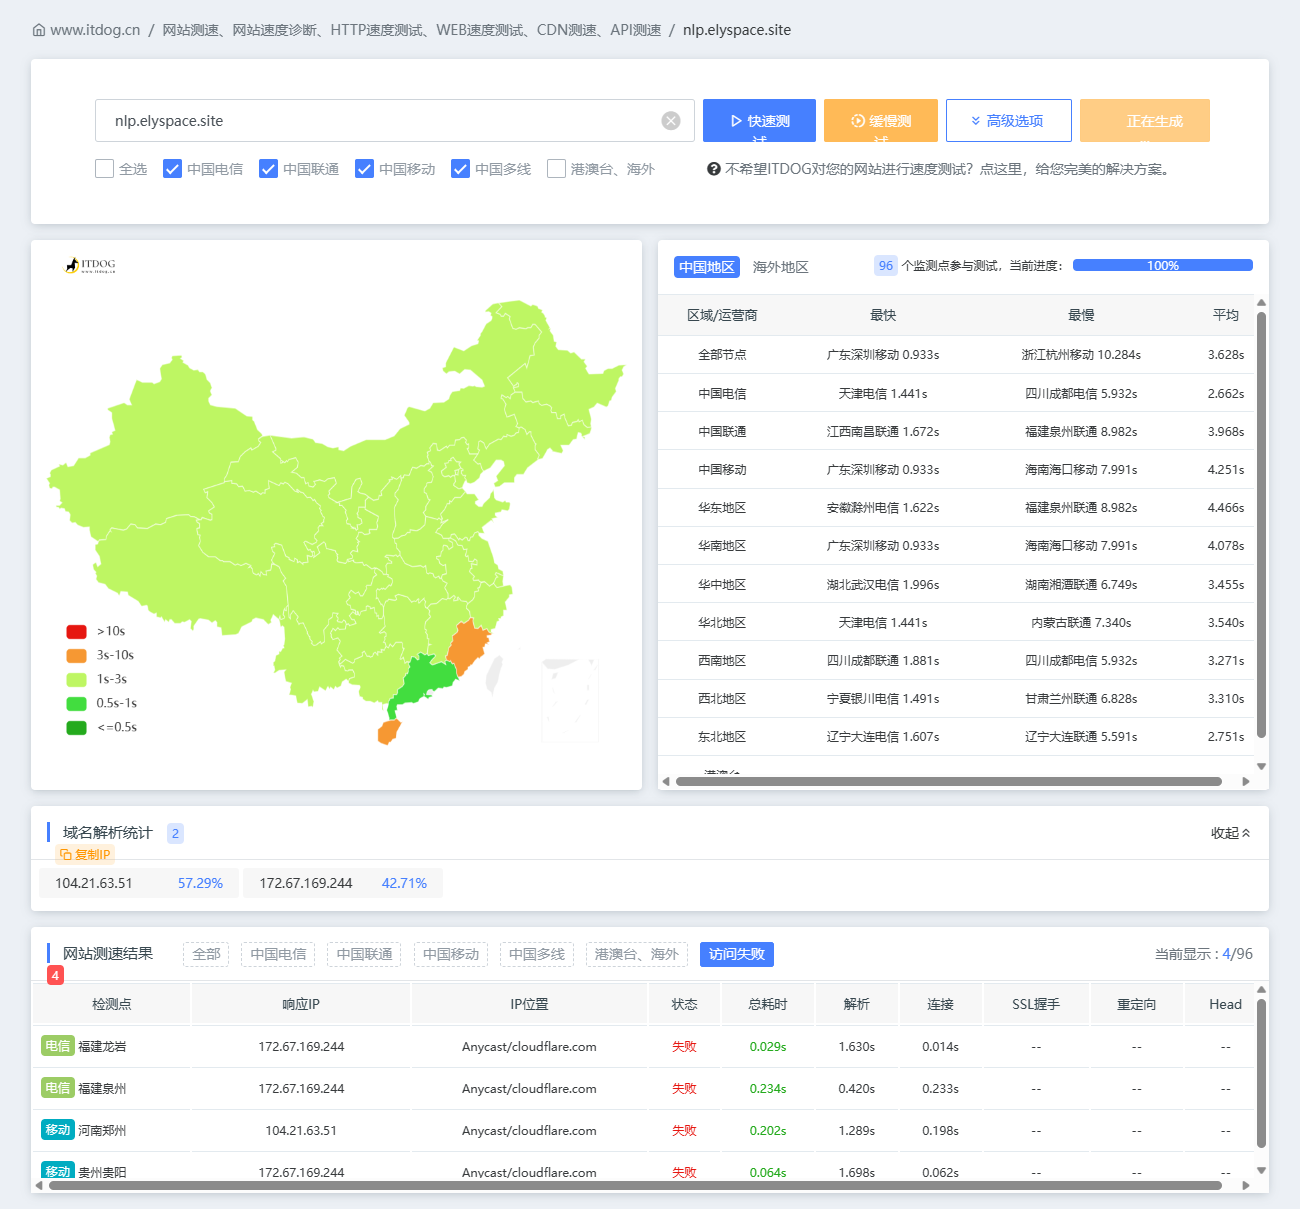 www.itdog.cn / 网站测速、网站速度诊断、HTTP速度测试、WEB速度测试、CDN测速、API测速 / nlp.elyspace.site
nlp.elyspace.site
快速测试
缓慢测试
高级选项
正在生成
全选 中国电信 中国联通 中国移动 中国多线 港澳台、海外
不希望ITDOG对您的网站进行速度测试？点这里，给您完美的解决方案。
ITDOG
www.itdog.cn
>10s
3s-10s
1s-3s
0.5s-1s
<=0.5s
中国地区 海外地区 96 个监测点参与测试，当前进度： 100%
区域/运营商 最快 最慢 平均
全部节点 广东深圳移动 0.933s 浙江杭州移动 10.284s 3.628s
中国电信 天津电信 1.441s 四川成都电信 5.932s 2.662s
中国联通 江西南昌联通 1.672s 福建泉州联通 8.982s 3.968s
中国移动 广东深圳移动 0.933s 海南海口移动 7.991s 4.251s
华东地区 安徽滁州电信 1.622s 福建泉州联通 8.982s 4.466s
华南地区 广东深圳移动 0.933s 海南海口移动 7.991s 4.078s
华中地区 湖北武汉电信 1.996s 湖南湘潭联通 6.749s 3.455s
华北地区 天津电信 1.441s 内蒙古联通 7.340s 3.540s
西南地区 四川成都联通 1.881s 四川成都电信 5.932s 3.271s
西北地区 宁夏银川电信 1.491s 甘肃兰州联通 6.828s 3.310s
东北地区 辽宁大连电信 1.607s 辽宁大连联通 5.591s 2.751s
港澳台
域名解析统计 2 收起
复制IP
104.21.63.51 57.29% 172.67.169.244 42.71%
网站测速结果 全部 中国电信 中国联通 中国移动 中国多线 港澳台、海外 访问失败 当前显示 : 4/96
4
检测点 响应IP IP位置 状态 总耗时 解析 连接 SSL握手 重定向 Head
电信 福建龙岩 172.67.169.244 Anycast/cloudflare.com 失败 0.029s 1.630s 0.014s -- -- --
电信 福建泉州 172.67.169.244 Anycast/cloudflare.com 失败 0.234s 0.420s 0.233s -- -- --
移动 河南郑州 104.21.63.51 Anycast/cloudflare.com 失败 0.202s 1.289s 0.198s -- -- --
移动 贵州贵阳 172.67.169.244 Anycast/cloudflare.com 失败 0.064s 1.698s 0.062s -- -- --